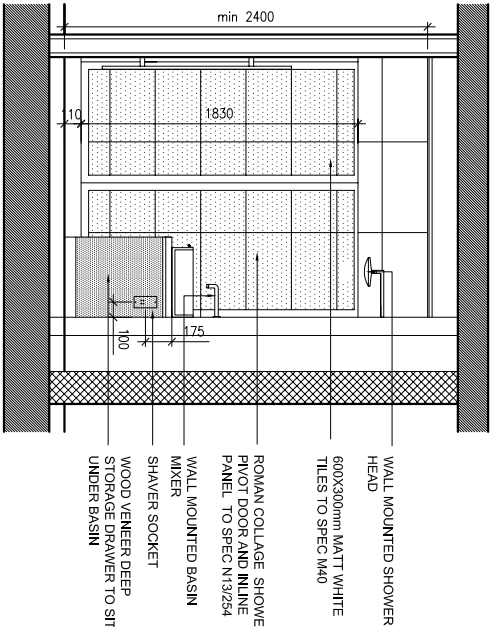 min 2400
110
1830
175
100
WALL MOUNTED SHOWER
HEAD
600X300mm MATT WHITE
TILES TO SPEC M40
ROMAN COLLAGE SHOWE
PIVOT DOOR AND INLINE
PANEL TO SPEC N13/254
WALL MOUNTED BASIN
MIXER
SHAVER SOCKET
WOOD VENEER DEEP
STORAGE DRAWER TO SIT
UNDER BASIN